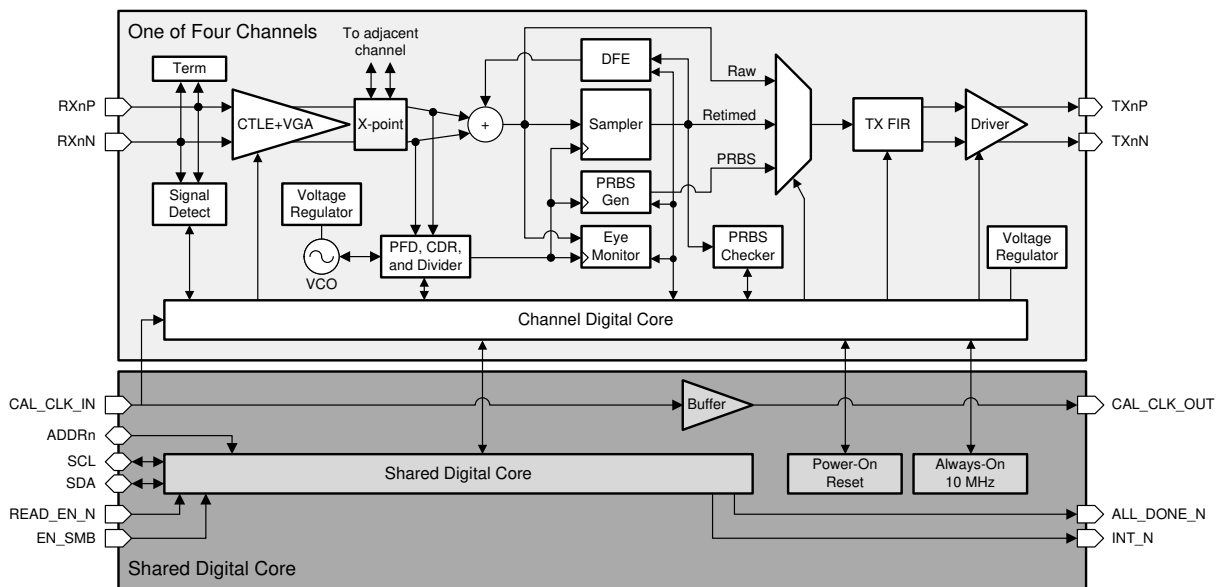 One of Four Channels
To adjacent
channel
Term
DFE
Raw
RXnP
RXnN
CTLE+VGA
X-point
+
Sampler
Retimed
TX FIR
Driver
TXnP
TXnN
PRBS
Signal
Detect
Voltage
Regulator
PRBS
Gen
VCO
PFD, CDR,
and Divider
Eye
Monitor
PRBS
Checker
Voltage
Regulator
Channel Digital Core
CAL_CLK_IN
Buffer
CAL_CLK_OUT
ADDRn
SCL
SDA
Shared Digital Core
Power-On
Reset
Always-On
10 MHz
READ_EN_N
EN_SMB
ALL_DONE_N
INT_N
Shared Digital Core